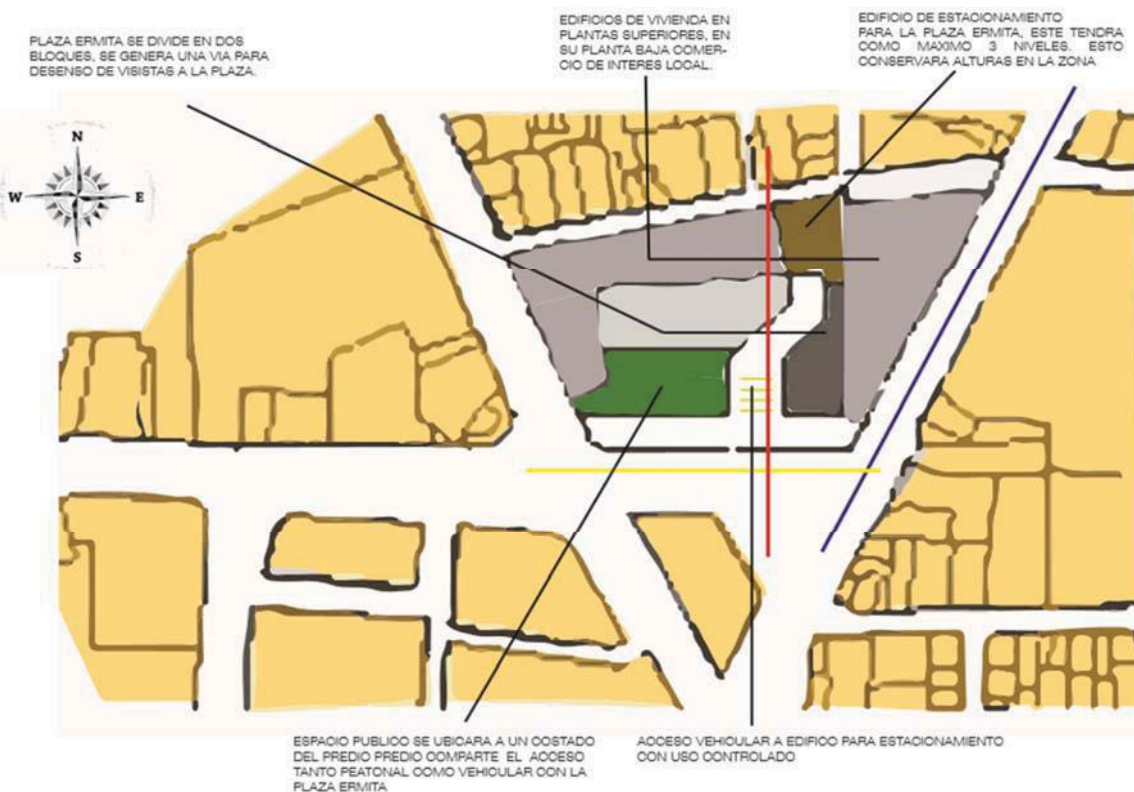 PLAZA ERMITA SE DIVIDE EN DOS
BLOQUES, SE GENERA UNA VIA PARA
DESENSO DE VISISTAS A LA PLAZA.
EDIFICIOS DE VIVIENDA EN
PLANTAS SUPERIORES, EN
SU PLANTA BAJA COMER-
CIO DE INTERES LOCAL.
EDIFICIO DE ESTACIONAMIENTO
PARA LA PLAZA ERMITA, ESTE TENDRA
COMO MAXIMO 3 NIVELES. ESTO
CONSERVARA ALTURAS EN LA ZONA
N
W
E
S
ESPACIO PUBLICO SE UBICARA A UN COSTADO
DEL PREDIO PREDIO COMPARTE EL ACCESO
TANTO PEATONAL COMO VEHICULAR CON LA
PLAZA ERMITA
ACCESO VEHICULAR A EDIFICO PARA ESTACIONAMIENTO
CON USO CONTROLADO